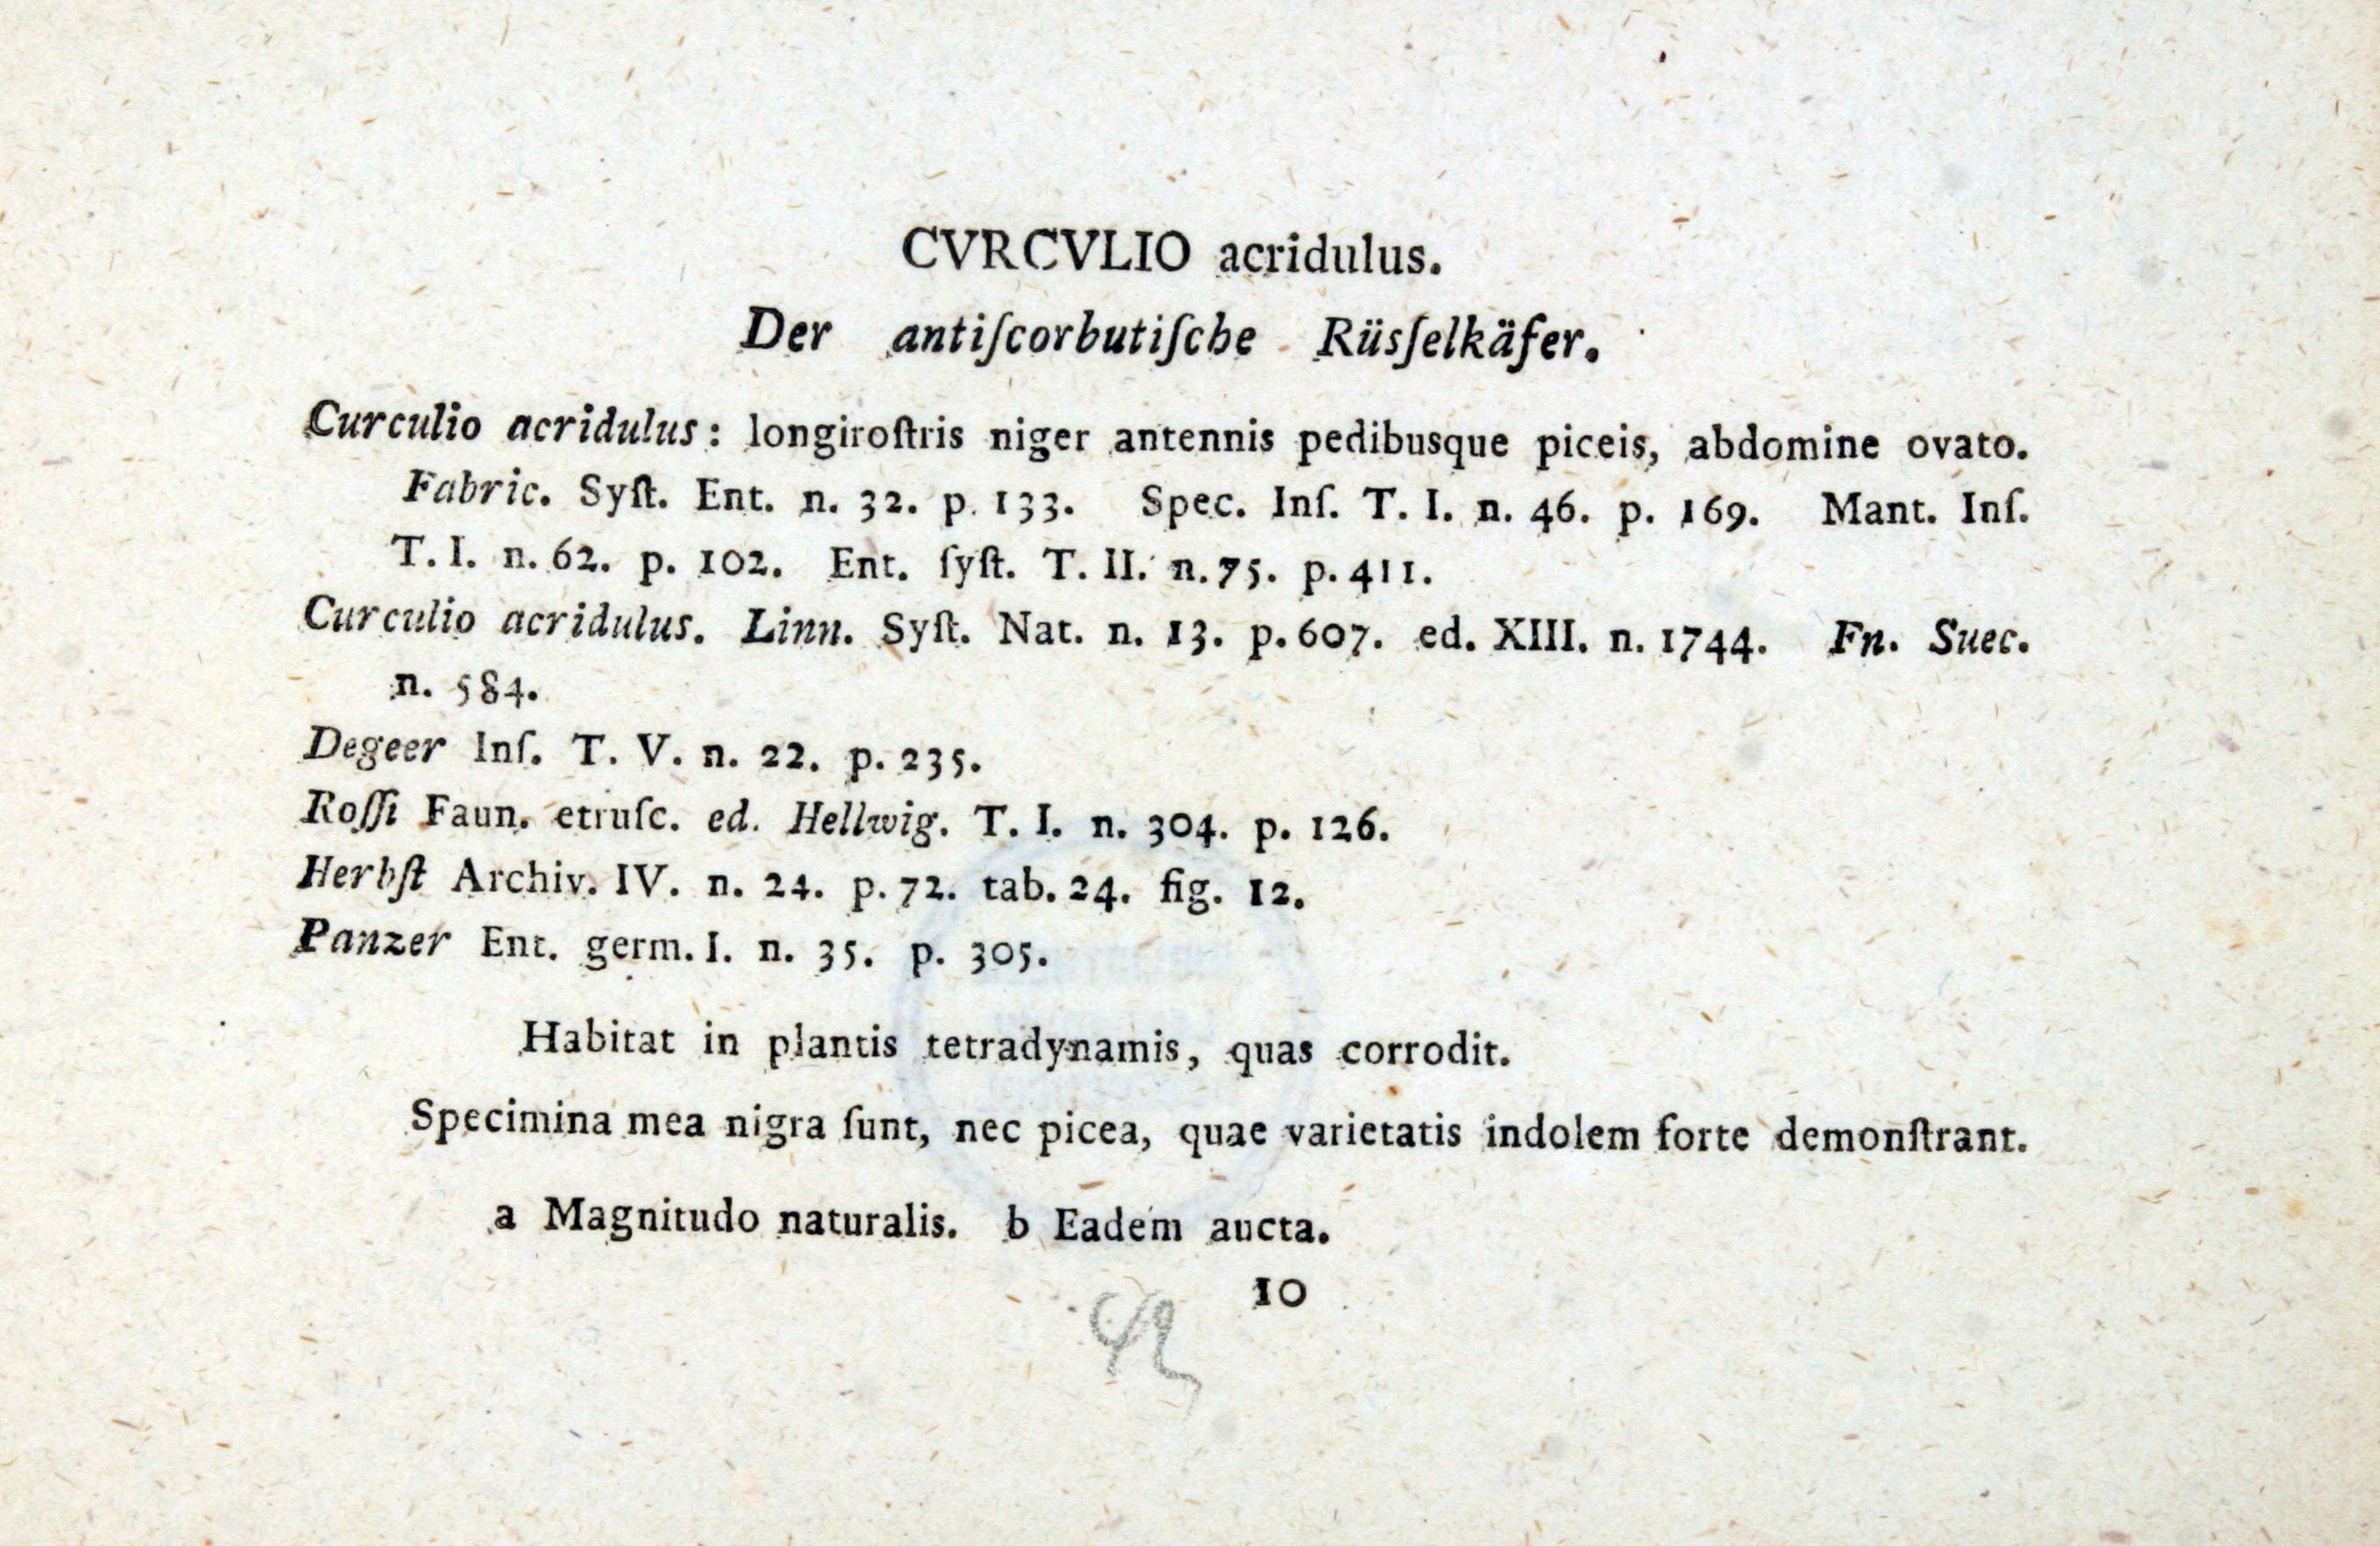 CVRCVLIO acridulus.
Der antiſcorbutiſche Rüsſelkäfer.
Curculio acridulus: longiroſtris niger antennis pedibusque piceis, abdomine ovato.
Fabric. Syſt. Ent. n. 32. p. 133. Spec. Inſ. T. I. n. 46. p. 169. Mant. Inſ.
T. I. n. 62. p. 102. Ent. ſyſt. T. II. n. 75. p. 411.
Curculio acridulus. Linn. Syſt. Nat. n. 13. p. 607. ed. XIII. n. 1744. Fn. Suec.
n. 584.
Degeer Inſ. T. V. n. 22. p. 235.
Roſſi Faun. etruſc. ed. Hellwig. T. I. n. 304. p. 126.
Herbſt Archiv. IV. n. 24. p. 72. tab. 24. fig. 12.
Panzer Ent. germ. I. n. 35. p. 305.
Habitat in plantis tetradynamis, quas corrodit.
Specimina mea nigra ſunt, nec picea, quae varietatis indolem forte demonſtrant.
a Magnitudo naturalis. b Eadem aucta.
10